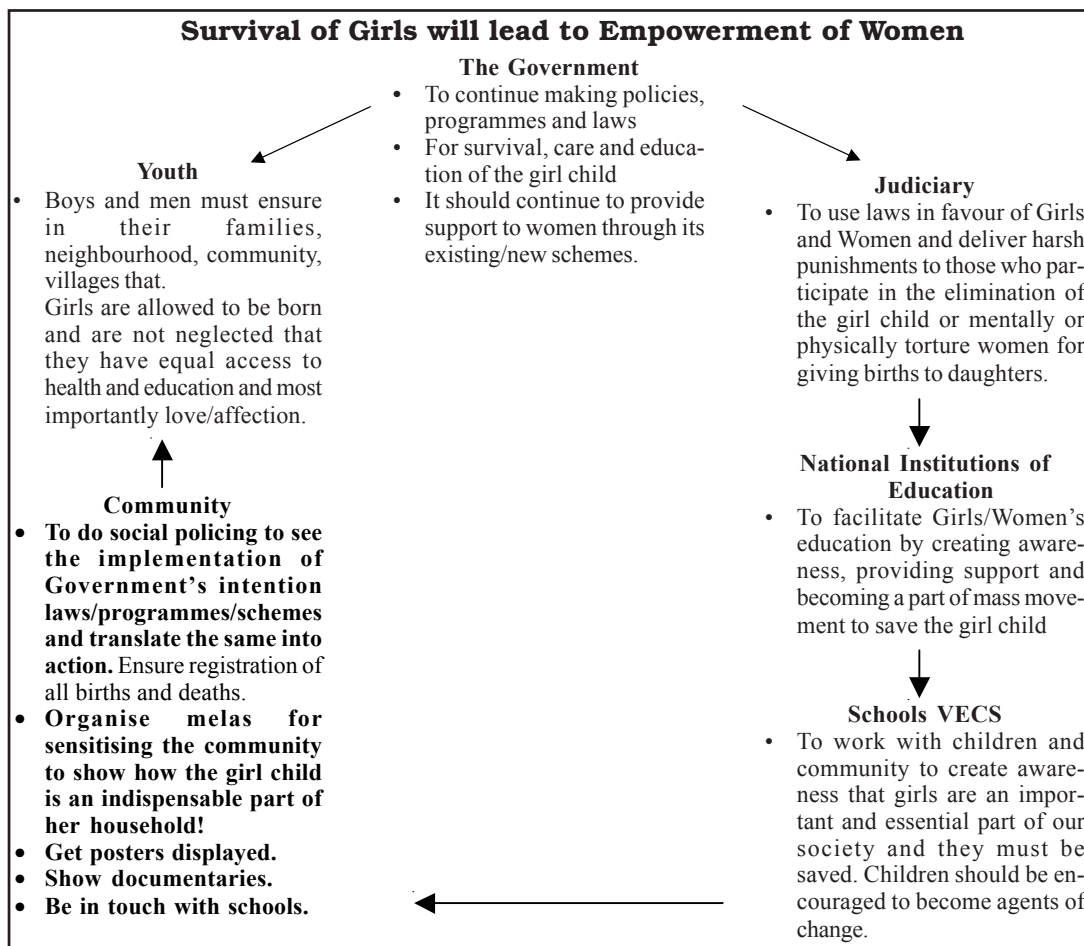 Survival of Girls will lead to Empowerment of Women
The Government
• To continue making policies,
programmes and laws
• For survival, care and educa-
tion of the girl child
• It should continue to provide
support to women through its
existing/new schemes.
Youth
• Boys and men must ensure
in their families,
neighbourhood, community,
villages that.
Girls are allowed to be born
and are not neglected that
they have equal access to
health and education and most
importantly love/affection.
Judiciary
• To use laws in favour of Girls
and Women and deliver harsh
punishments to those who par-
ticipate in the elimination of
the girl child or mentally or
physically torture women for
giving births to daughters.
National Institutions of
Education
• To facilitate Girls/Women’s
education by creating aware-
ness, providing support and
becoming a part of mass move-
ment to save the girl child
Schools VECS
• To work with children and
community to create aware-
ness that girls are an impor-
tant and essential part of our
society and they must be
saved. Children should be en-
couraged to become agents of
change.
Community
• To do social policing to see
the implementation of
Government’s intention
laws/programmes/schemes
and translate the same into
action. Ensure registration of
all births and deaths.
• Organise melas for
sensitising the community
to show how the girl child
is an indispensable part of
her household!
• Get posters displayed.
• Show documentaries.
• Be in touch with schools.